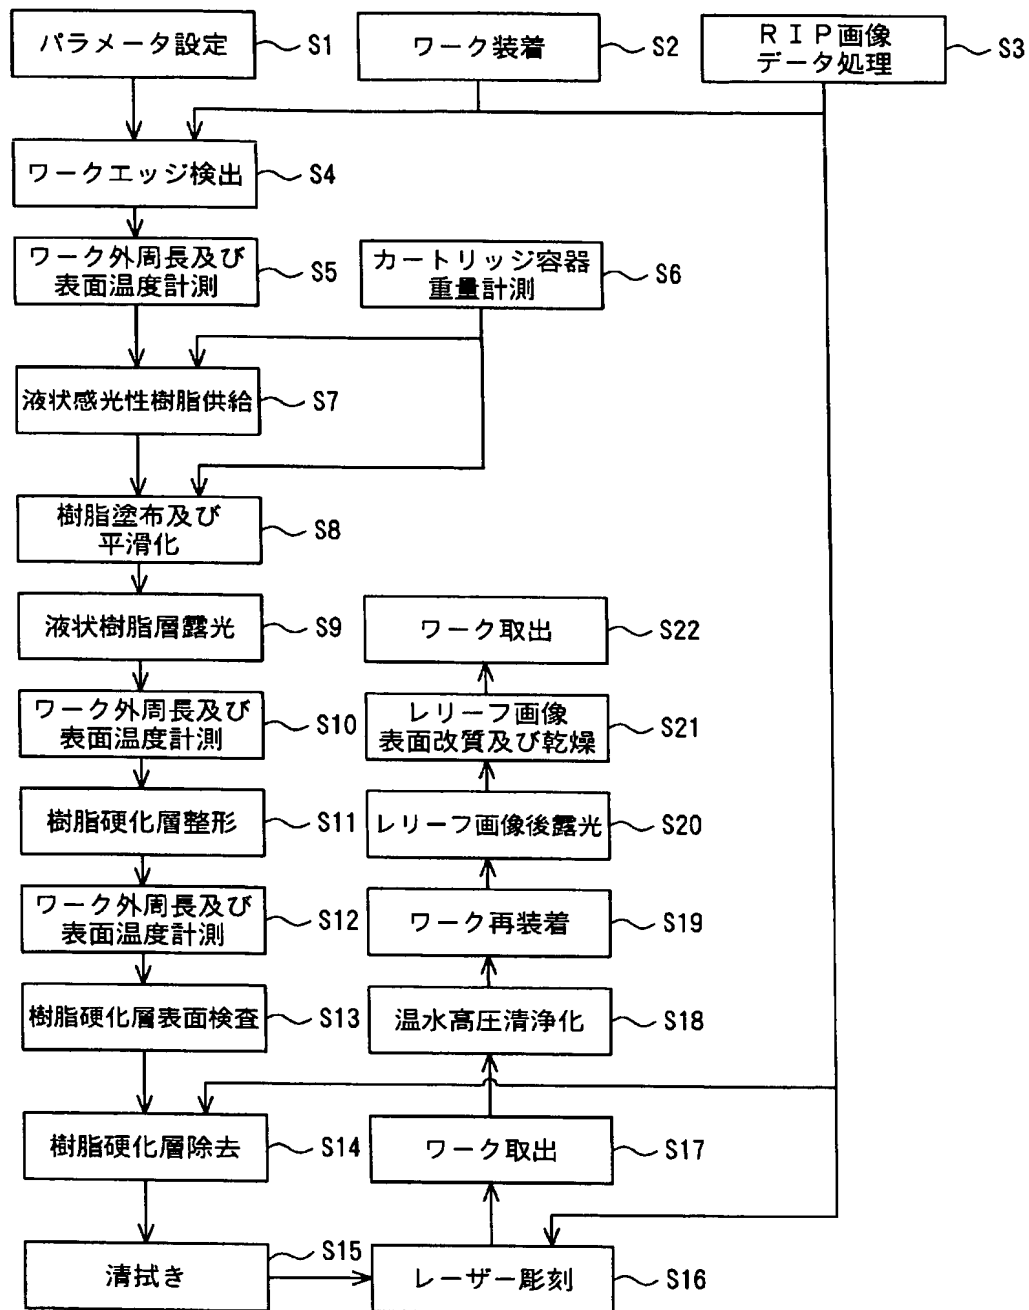 パラメータ設定
S1
ワーク装着
S2
RIP画像
データ処理
S3
ワークエッジ検出
S4
ワーク外周長及び
表面温度計測
S5
カートリッジ容器
重量計測
S6
液状感光性樹脂供給
S7
樹脂塗布及び
平滑化
S8
液状樹脂層露光
S9
ワーク取出
S22
ワーク外周長及び
表面温度計測
S10
レリーフ画像
表面改質及び乾燥
S21
樹脂硬化層整形
S11
レリーフ画像後露光
S20
ワーク外周長及び
表面温度計測
S12
ワーク再装着
S19
樹脂硬化層表面検査
S13
温水高圧清浄化
S18
樹脂硬化層除去
S14
ワーク取出
S17
清拭き
S15
レーザー彫刻
S16